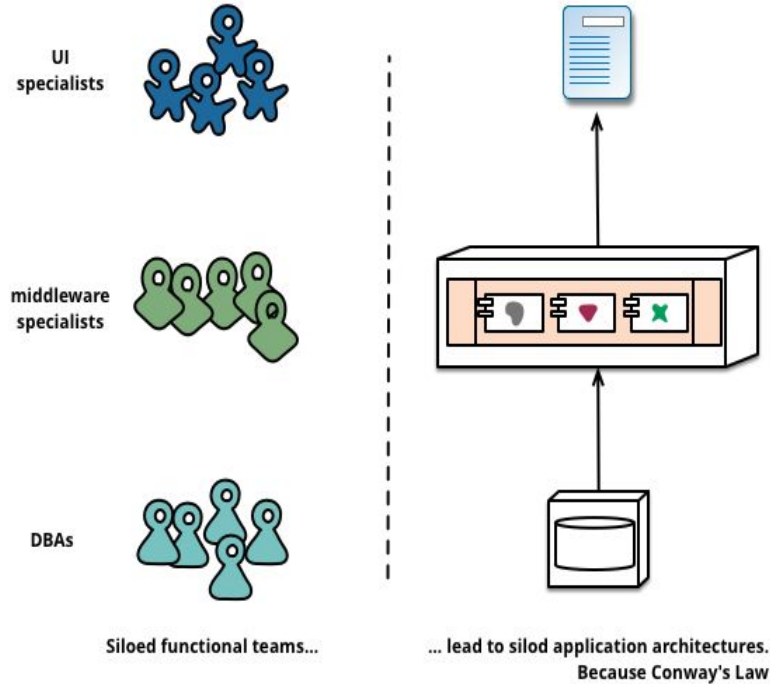 UI
specialists
middleware
specialists
DBAs
Siloed functional teams...
... lead to silod application architectures.
Because Conway's Law